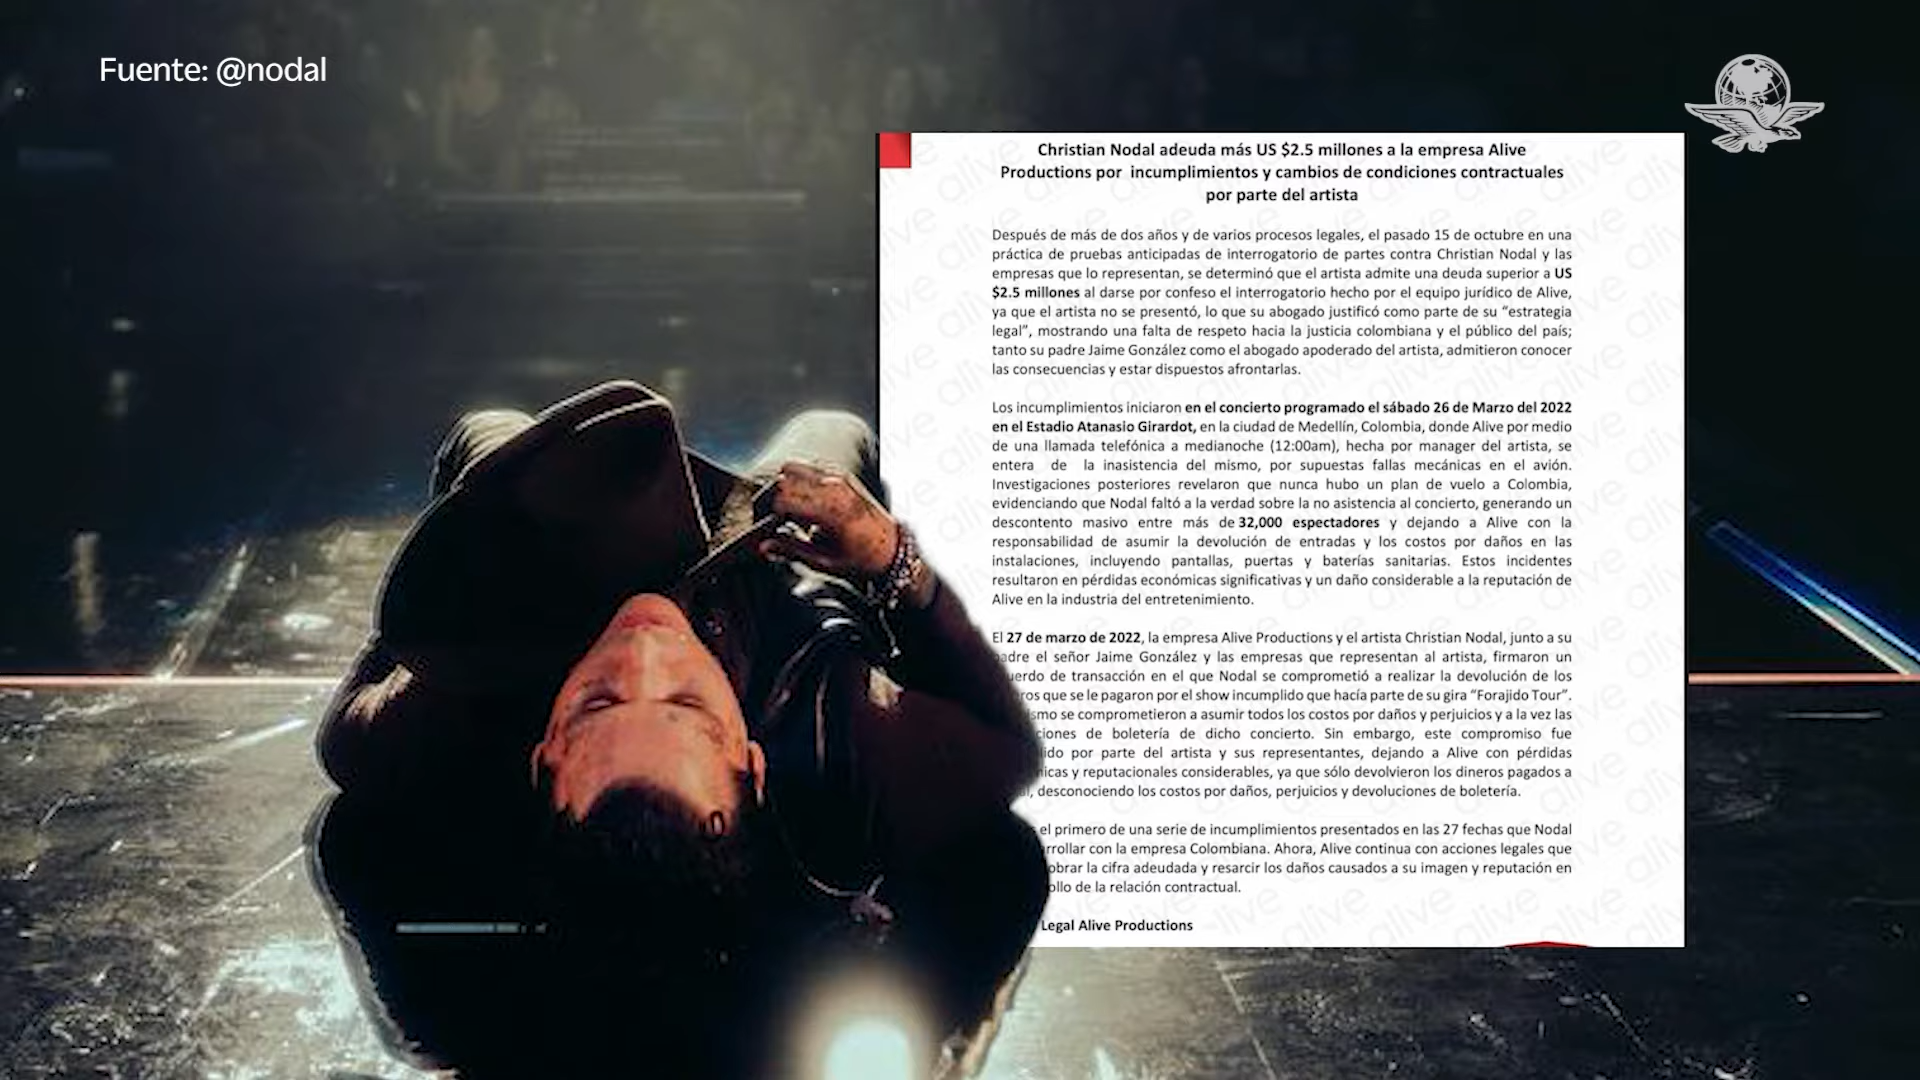 Fuente: @nodal
Christian Nodal adeuda más US $2.5 millones a la empresa Alive
Productions por incumplimientos y cambios de condiciones contractuales
por parte del artista
Después de más de dos años y de varios procesos legales, el pasado 15 de octubre en una
práctica de pruebas anticipadas de interrogatorio de partes contra Christian Nodal y las
empresas que lo representan, se determinó que el artista admite una deuda superior a US
$2.5 millones al darse por confeso el interrogatorio hecho por el equipo jurídico de Alive,
ya que el artista no se presentó, lo que su abogado justificó como parte de su “estrategia
legal”, mostrando una falta de respeto hacia la justicia colombiana y el público del país;
tanto su padre Jaime González como el abogado apoderado del artista, admitieron conocer
las consecuencias y estar dispuestos afrontarlas.
Los incumplimientos iniciaron en el concierto programado el sábado 26 de Marzo del 2022
en el Estadio Atanasio Girardot, en la ciudad de Medellín, Colombia, donde Alive por medio
de una llamada telefónica a medianoche (12:00am), hecha por manager del artista, se
entera de la inasistencia del mismo, por supuestas fallas mecánicas en el avión.
Investigaciones posteriores revelaron que nunca hubo un plan de vuelo a Colombia,
evidenciando que Nodal faltó a la verdad sobre la no asistencia al concierto, generando un
descontento masivo entre más de 32,000 espectadores y dejando a Alive con la
responsabilidad de asumir la devolución de entradas y los costos por daños en las
instalaciones, incluyendo pantallas, puertas y baterías sanitarias. Estos incidentes
resultaron en pérdidas económicas significativas y un daño considerable a la reputación de
Alive en la industria del entretenimiento.
El 27 de marzo de 2022, la empresa Alive Productions y el artista Christian Nodal, junto a su
padre el señor Jaime González y las empresas que representan al artista, firmaron un
de transacción en el que Nodal se comprometió a realizar la devolución de los
que se le pagaron por el show incumplido que hacía parte de su gira “Forajido Tour”.
se comprometieron a asumir todos los costos por daños y perjuicios y a la vez las
de boletería de dicho concierto. Sin embargo, este compromiso fue
por parte del artista y sus representantes, dejando a Alive con pérdidas
y reputacionales considerables, ya que sólo devolvieron los dineros pagados a
desconociendo los costos por daños, perjuicios y devoluciones de boletería.
el primero de una serie de incumplimientos presentados en las 27 fechas que Nodal
con la empresa Colombiana. Ahora, Alive continua con acciones legales que
la cifra adeudada y resarcir los daños causados a su imagen y reputación en
de la relación contractual.
Legal Alive Productions